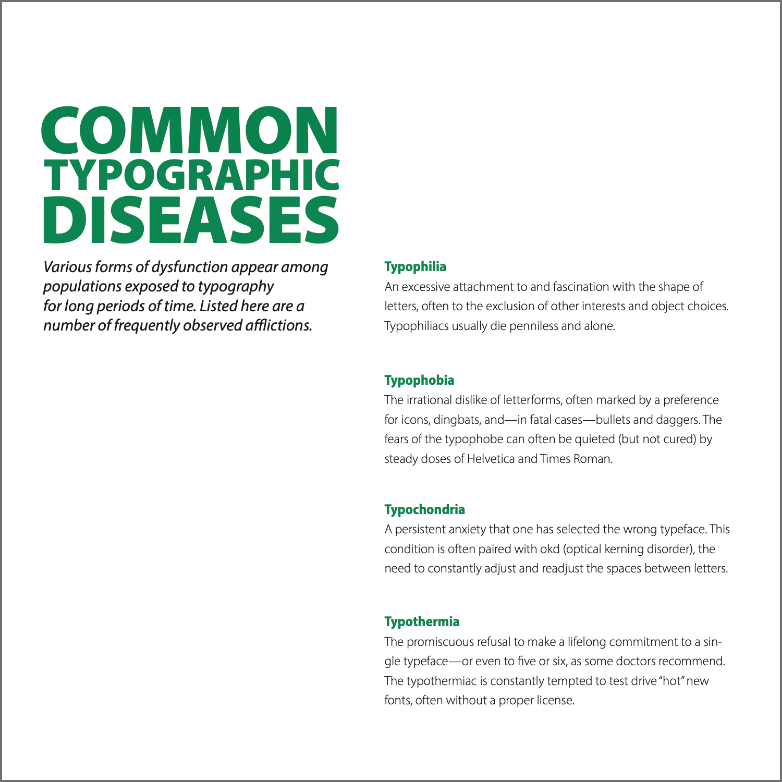 COMMON
TYPOGRAPHIC
DISEASES
Various forms of dysfunction appear among
populations exposed to typography
for long periods of time. Listed here are a
number of frequently observed afflictions.
Typophilia
An excessive attachment to and fascination with the shape of
letters, often to the exclusion of other interests and object choices.
Typophiliacs usually die penniless and alone.
Typophobia
The irrational dislike of letterforms, often marked by a preference
for icons, dingbats, and—in fatal cases—bullets and daggers. The
fears of the typophobe can often be quieted (but not cured) by
steady doses of Helvetica and Times Roman.
Typochondria
A persistent anxiety that one has selected the wrong typeface. This
condition is often paired with okd (optical kerning disorder), the
need to constantly adjust and readjust the spaces between letters.
Typothermia
The promiscuous refusal to make a lifelong commitment to a sin-
gle typeface—or even to five or six, as some doctors recommend.
The typothermiac is constantly tempted to test drive “hot” new
fonts, often without a proper license.